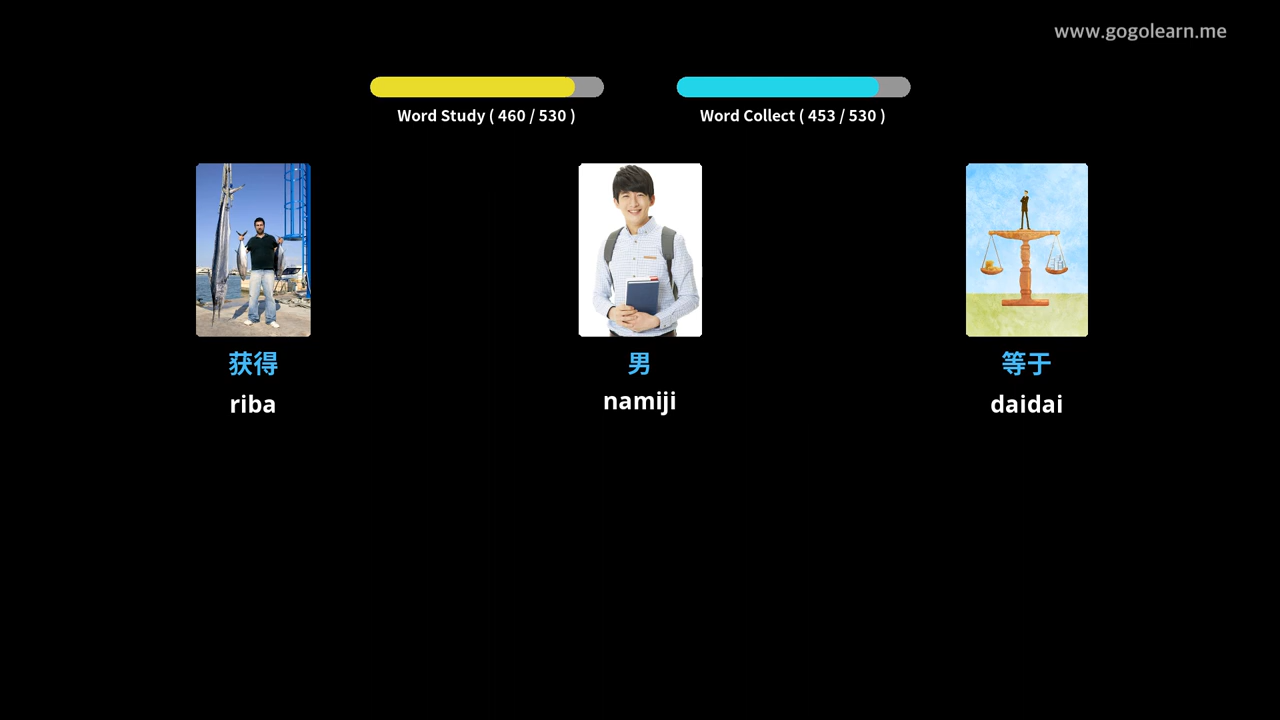 www.gogolearn.me
Word Study ( 460 / 530 )
Word Collect ( 453 / 530 )
获得
男
等于
riba
namiji
daidai